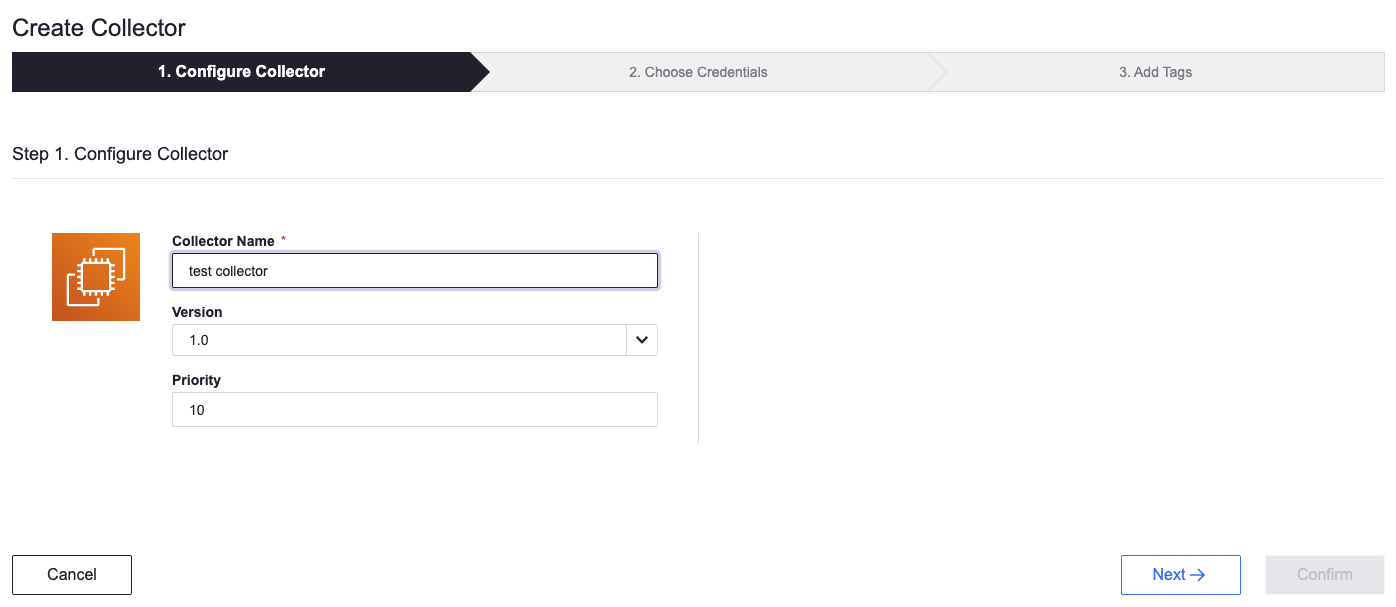 Create Collector
1. Configure Collector
2. Choose Credentials
3. Add Tags
Step 1. Configure Collector
Collector Name *
test collector
Version
1.0
Priority
10
Cancel
Next →
Confirm